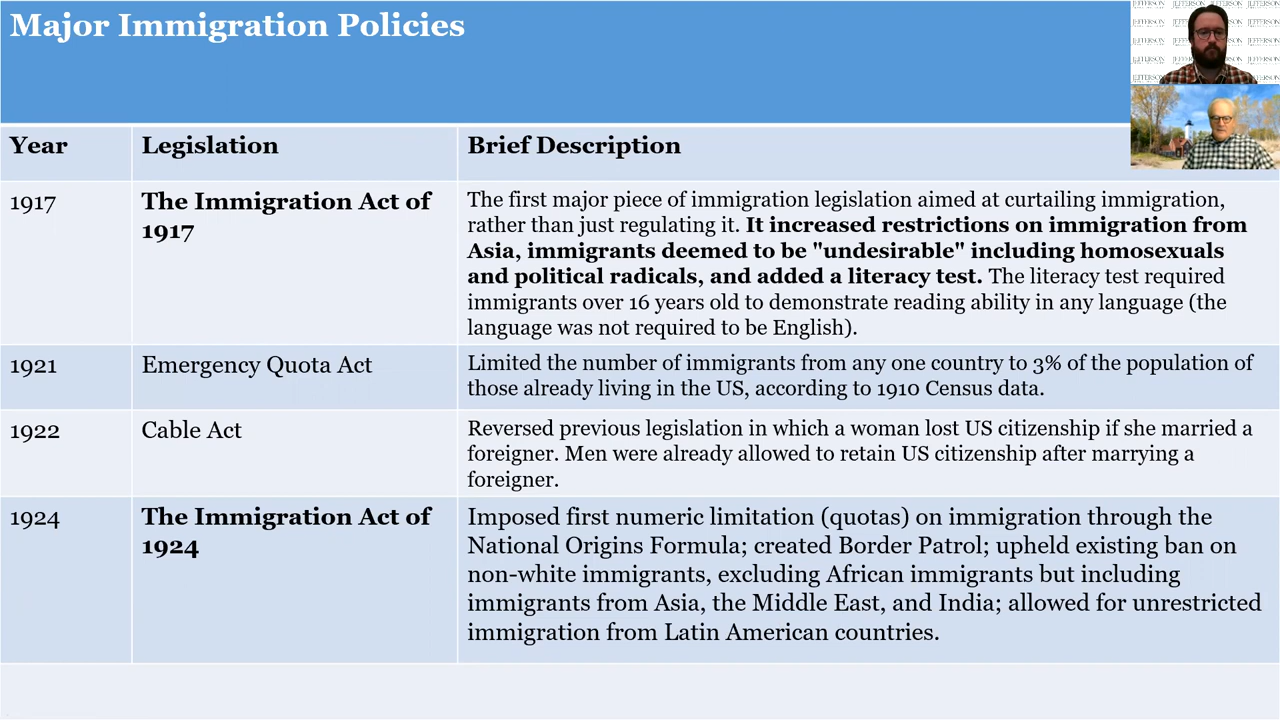 Major Immigration Policies
Year
Legislation
Brief Description
1917
The Immigration Act of
1917
The first major piece of immigration legislation aimed at curtailing immigration,
rather than just regulating it. It increased restrictions on immigration from
Asia, immigrants deemed to be "undesirable" including homosexuals
and political radicals, and added a literacy test. The literacy test required
immigrants over 16 years old to demonstrate reading ability in any language (the
language was not required to be English).
1921
Emergency Quota Act
Limited the number of immigrants from any one country to 3% of the population of
those already living in the US, according to 1910 Census data.
1922
Cable Act
Reversed previous legislation in which a woman lost US citizenship if she married a
foreigner. Men were already allowed to retain US citizenship after marrying a
foreigner.
1924
The Immigration Act of
1924
Imposed first numeric limitation (quotas) on immigration through the
National Origins Formula; created Border Patrol; upheld existing ban on
non-white immigrants, excluding African immigrants but including
immigrants from Asia, the Middle East, and India; allowed for unrestricted
immigration from Latin American countries.